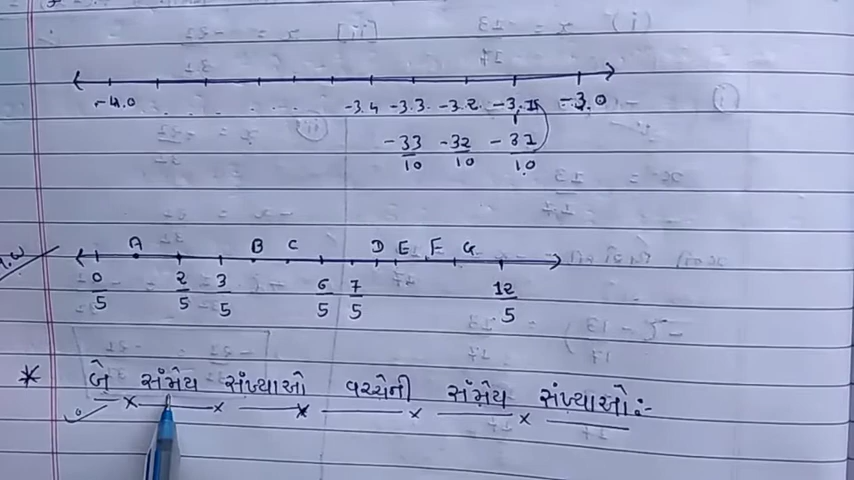 -4.0 -3.4 -3.3 -3.2 -3.1 -3.0
-33/10 -32/10 -31/10
A B C D E F G
0/5 2/5 3/5 6/5 7/5 12/5
* બે સંમેય સંખ્યાઓ વચ્ચેની સંમેય સંખ્યાઓ :-